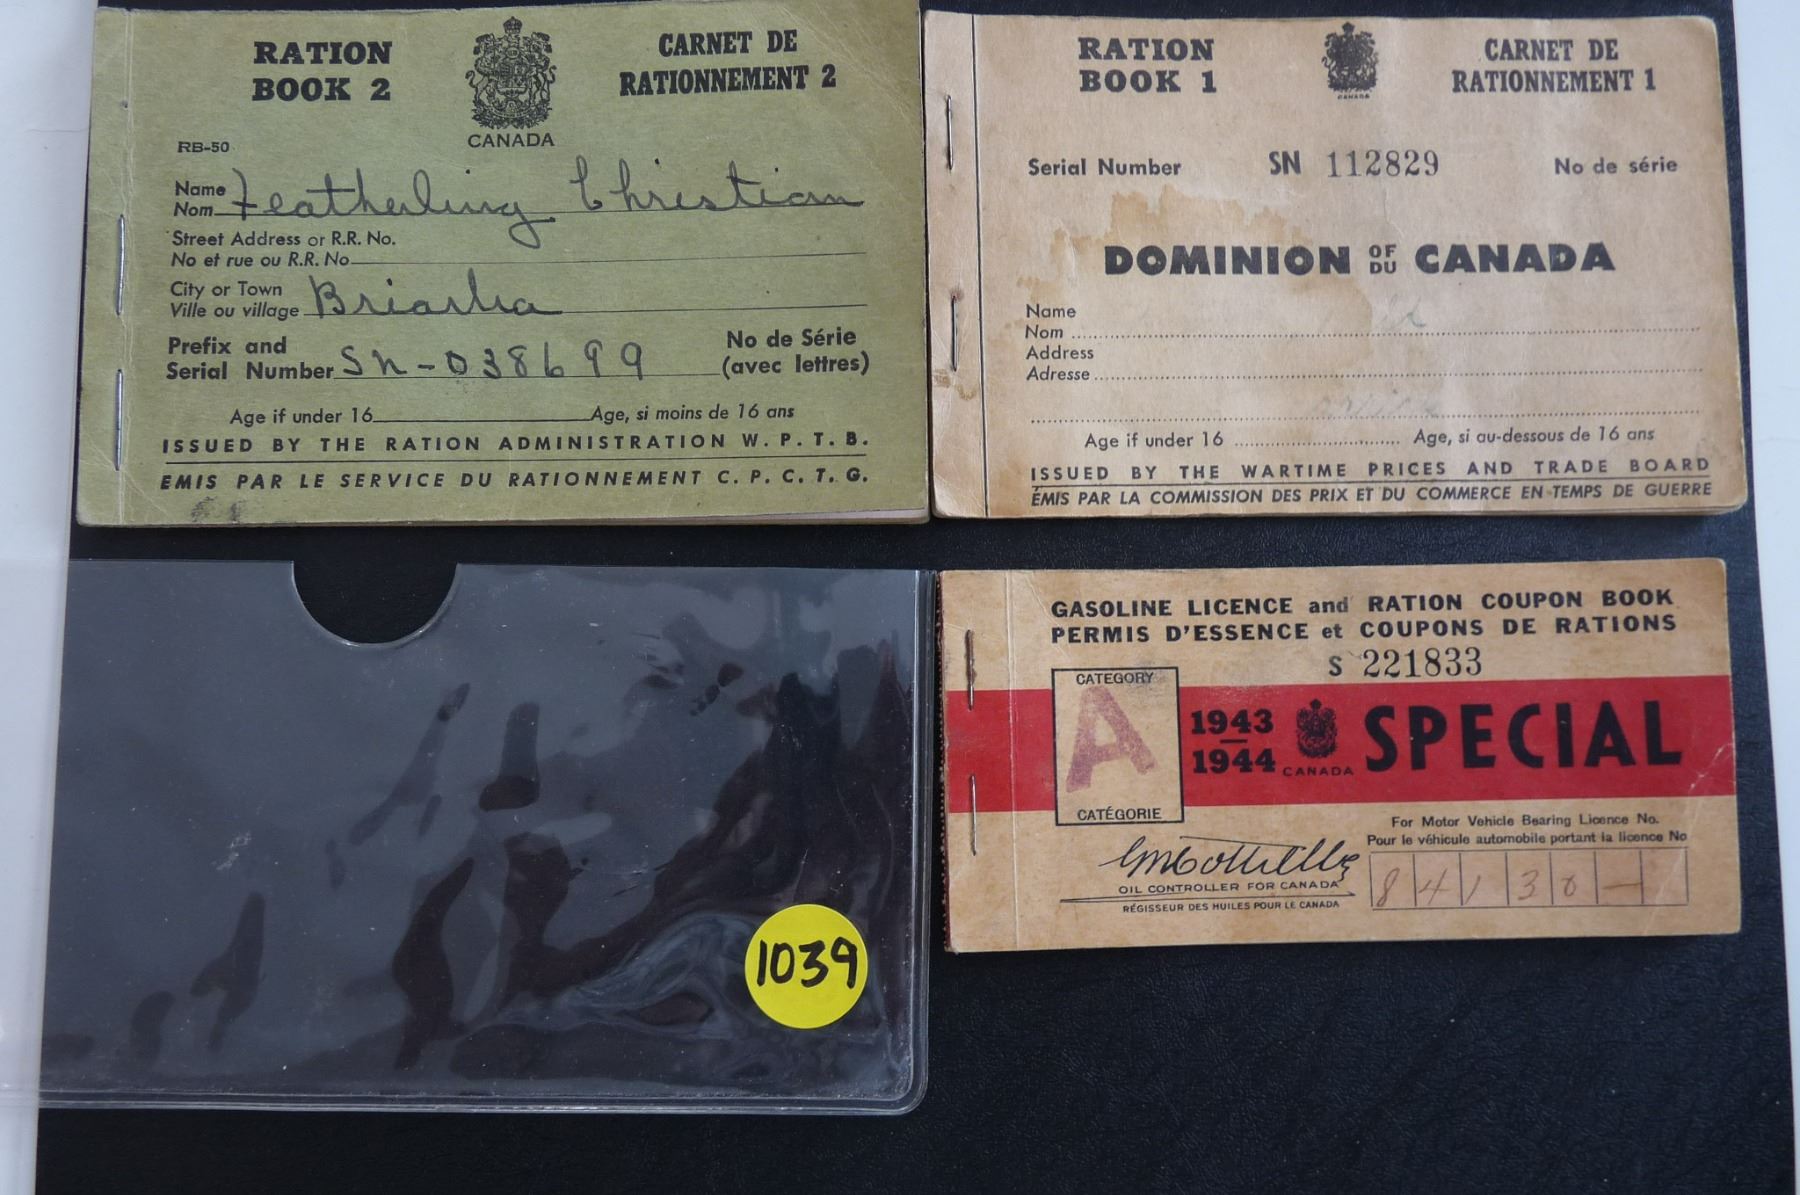 RATION
BOOK 2
CANADA
CARNET DE
RATIONNEMENT 2
RB-50
Name
Nom Featherling Christian
Street Address or R.R. No.
No et rue ou R.R. No
City or Town
Ville ou village
Prefix and
Serial Number SN-038699
No de Série
(avec lettres)
Age if under 16 Age, si moins de 16 ans
ISSUED BY THE RATION ADMINISTRATION W. P. T. B.
EMIS PAR LE SERVICE DU RATIONNEMENT C. P. C. T. G.
RATION
BOOK 1
CANADA
CARNET DE
RATIONNEMENT 1
Serial Number SN 112829 No de série
DOMINION OF DU CANADA
Name
Nom
Address
Adresse
Age if under 16 Age, si au-dessous de 16 ans
ISSUED BY THE WARTIME PRICES AND TRADE BOARD
ÉMIS PAR LA COMMISSION DES PRIX ET DU COMMERCE EN TEMPS DE GUERRE
1039
GASOLINE LICENCE and RATION COUPON BOOK
PERMIS D'ESSENCE et COUPONS DE RATIONS
S 221833
CATEGORY
A
CATÉGORIE
1943
1944
CANADA
SPECIAL
For Motor Vehicle Bearing Licence No.
Pour le véhicule automobile portant la licence No
84130-
OIL CONTROLLER FOR CANADA
RÉGISSEUR DES HUILES POUR LE CANADA